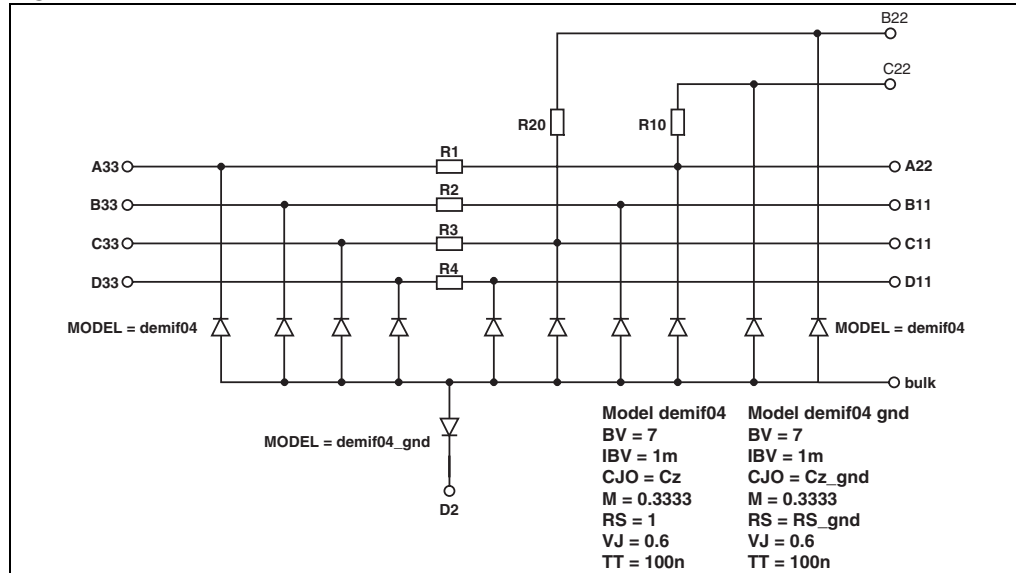 B22
C22
R20
R10
A33
R1
A22
B33
R2
B11
C33
R3
C11
D33
R4
D11
MODEL = demif04
MODEL = demif04
bulk
MODEL = demif04_gnd
D2
Model demif04
BV = 7
IBV = 1m
CJO = Cz
M = 0.3333
RS = 1
VJ = 0.6
TT = 100n
Model demif04 gnd
BV = 7
IBV = 1m
CJO = Cz_gnd
M = 0.3333
RS = RS_gnd
VJ = 0.6
TT = 100n